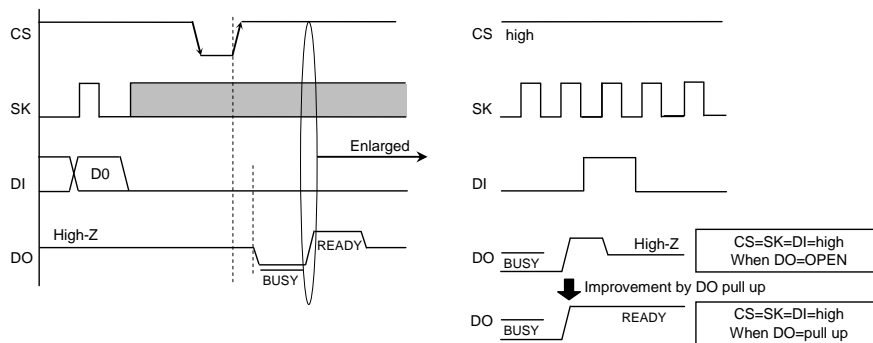 CS
SK
DI
D0
DO
High-Z
BUSY
READY
Enlarged
CS
high
SK
DI
DO
BUSY
High-Z
CS=SK=DI=high
When DO=OPEN
Improvement by DO pull up
DO
BUSY
READY
CS=SK=DI=high
When DO=pull up